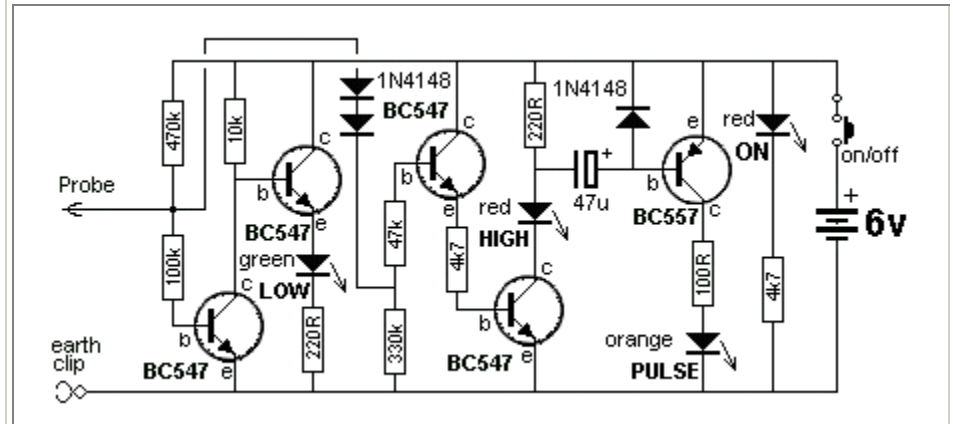 1N4148
BC547
1N4148
470k
10k
c
b
e
BC547
c
b
e
220R
e
b
c
BC557
red
ON
on/off
+
6v
Probe
47k
4k7
red
HIGH
+
47u
100k
green
LOW
c
b
e
BC547
220R
330k
c
b
e
BC547
100R
orange
PULSE
4k7
earth
clip